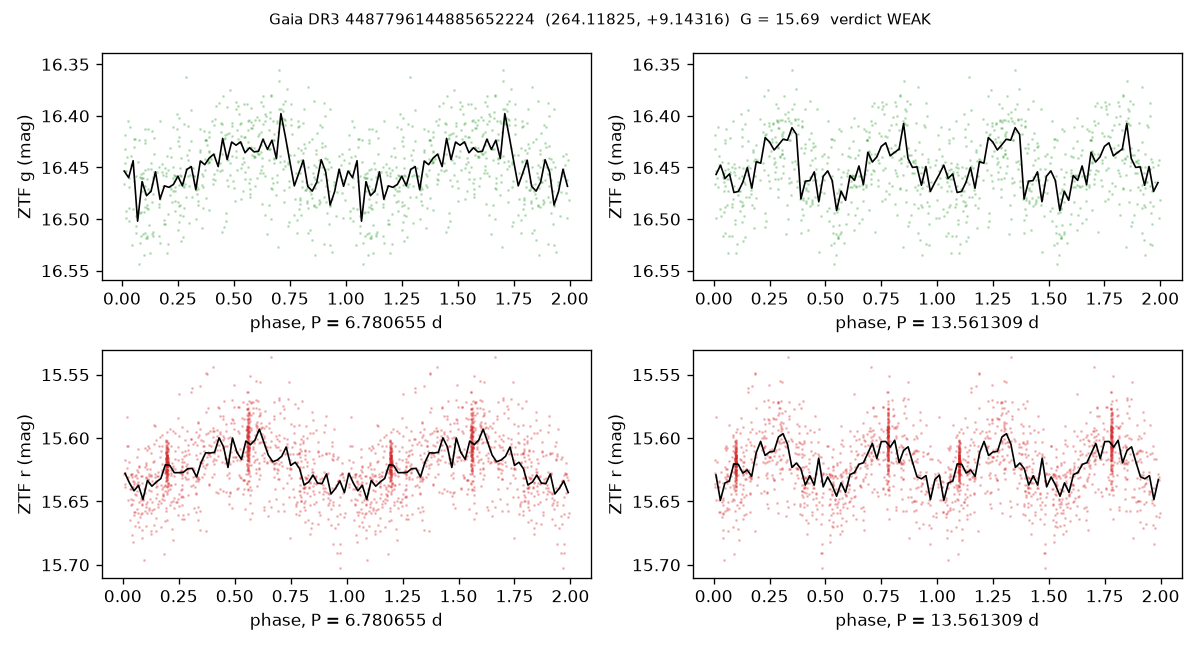 Gaia DR3 4487796144885652224 (264.11825, +9.14316) G = 15.69 verdict WEAK
ZTF g (mag)
16.35
16.40
16.45
16.50
16.55
0.00 0.25 0.50 0.75 1.00 1.25 1.50 1.75 2.00
phase, P = 6.780655 d
ZTF g (mag)
16.35
16.40
16.45
16.50
16.55
0.00 0.25 0.50 0.75 1.00 1.25 1.50 1.75 2.00
phase, P = 13.561309 d
ZTF r (mag)
15.55
15.60
15.65
15.70
0.00 0.25 0.50 0.75 1.00 1.25 1.50 1.75 2.00
phase, P = 6.780655 d
ZTF r (mag)
15.55
15.60
15.65
15.70
0.00 0.25 0.50 0.75 1.00 1.25 1.50 1.75 2.00
phase, P = 13.561309 d